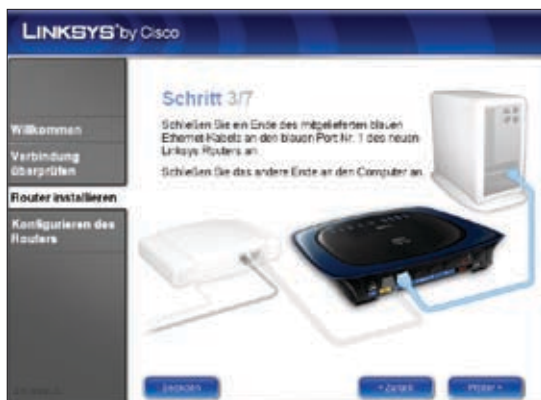 LINKSYS by Cisco
Schritt 3/7
Schließen Sie ein Ende des mitgelieferten blauen
Ethernet-Kabels an den blauen Port Nr. 1 des neuen
Linksys Routers an.
Schließen Sie das andere Ende an den Computer an.
Willkommen
Verbindung
überprüfen
Router installieren
Konfigurieren des
Routers
Beenden
Zurück
Weiter